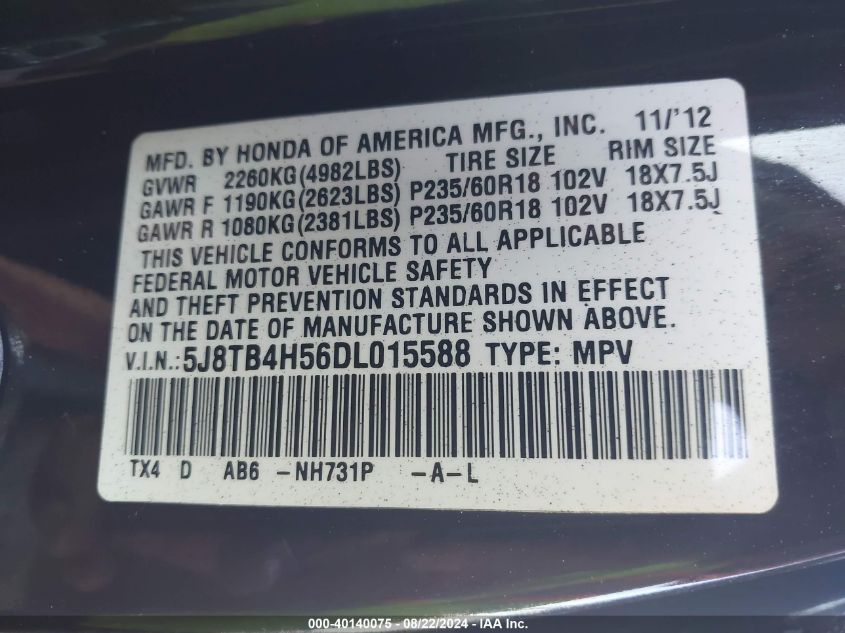 MFD. BY HONDA OF AMERICA MFG., INC. 11/'12
GVWR 2260KG(4982LBS) TIRE SIZE RIM SIZE
GAWR F 1190KG(2623LBS) P235/60R18 102V 18X7.5J
GAWR R 1080KG(2381LBS) P235/60R18 102V 18X7.5J
THIS VEHICLE CONFORMS TO ALL APPLICABLE
FEDERAL MOTOR VEHICLE SAFETY
AND THEFT PREVENTION STANDARDS IN EFFECT
ON THE DATE OF MANUFACTURE SHOWN ABOVE.
V.I.N.: 5J8TB4H56DL015588 TYPE: MPV
TX4 D AB6 -NH731P -A-L
000-40140075 - 08/22/2024 - IAA Inc.